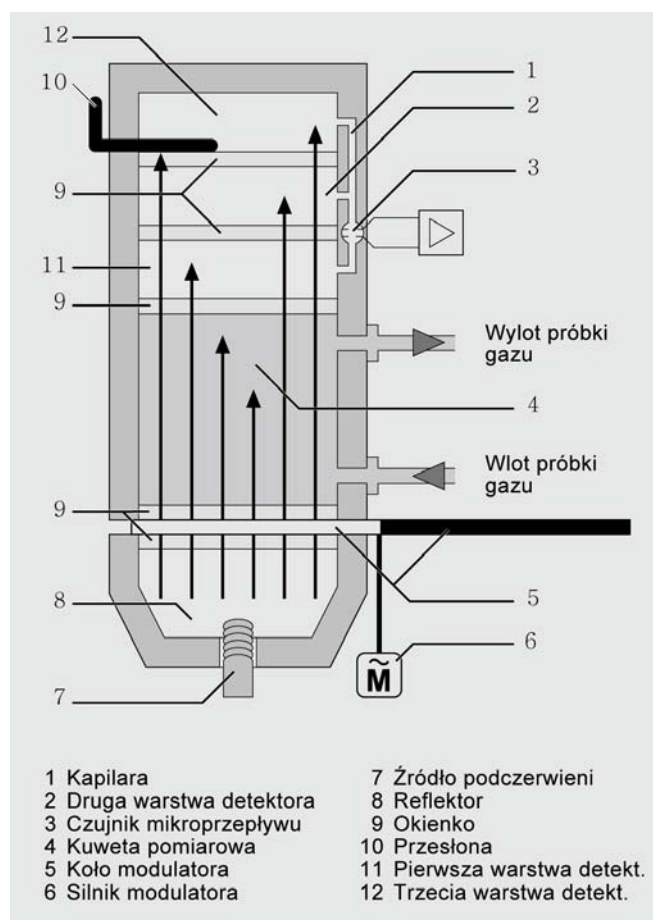 12
10
1
2
9
3
11
9
Wylot próbki
gazu
4
Wlot próbki
gazu
9
8
5
~
M
6
7
1 Kapilara
2 Druga warstwa detektora
3 Czujnik mikroprzepływu
4 Kuweta pomiarowa
5 Koło modulatora
6 Silnik modulatora
7 Źródło podczerwieni
8 Reflektor
9 Okienko
10 Przesłona
11 Pierwsza warstwa detekt.
12 Trzecia warstwa detekt.